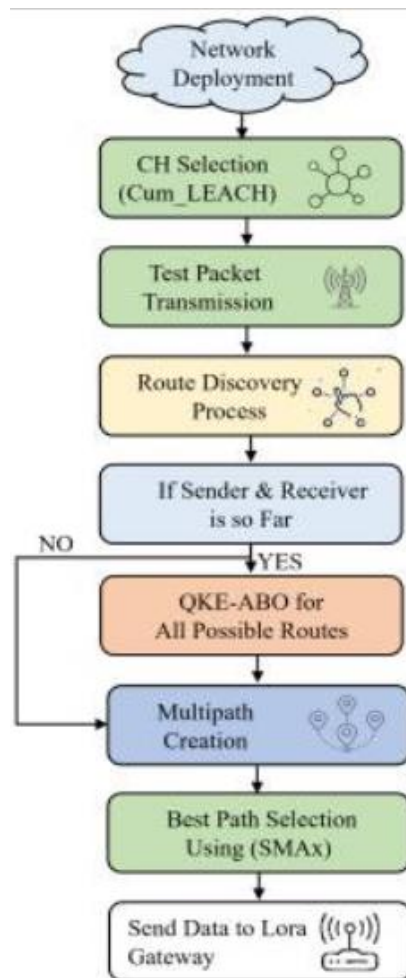 Network
Deployment
CH Selection
(Cum_LEACH)
Test Packet
Transmission
Route Discovery
Process
If Sender & Receiver
is so Far
NO
YES
QKE-ABO for
All Possible Routes
Multipath
Creation
Best Path Selection
Using (SMAx)
Send Data to Lora
Gateway